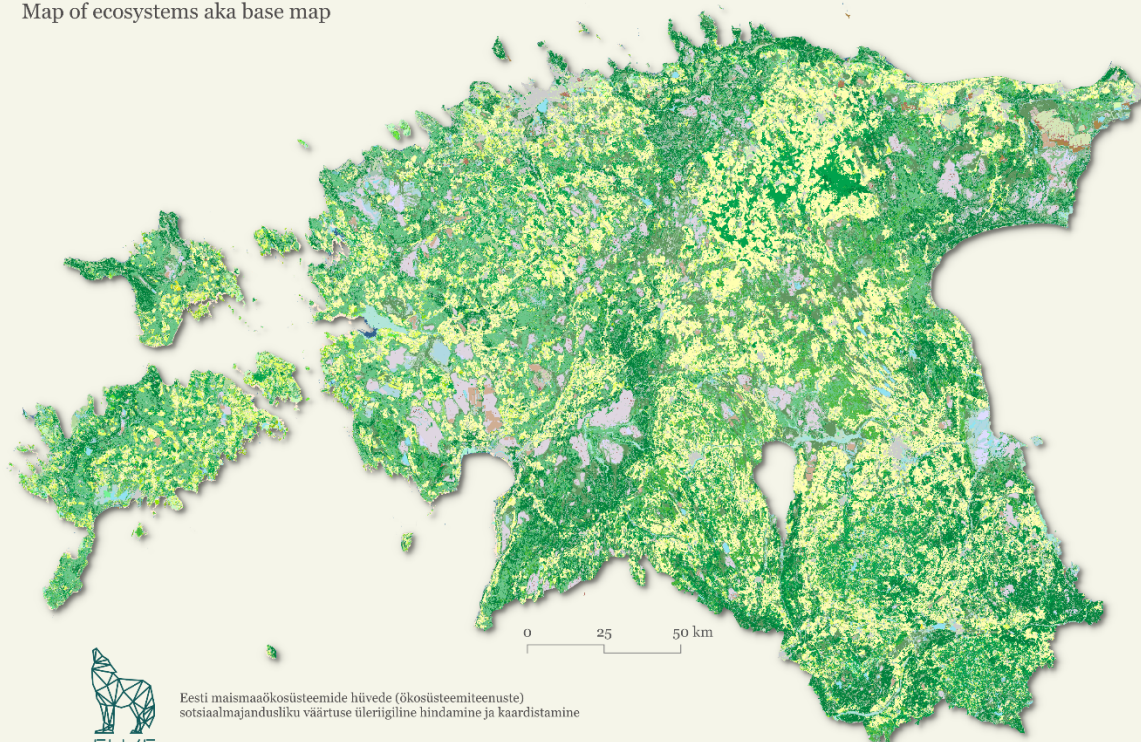 Map of ecosystems aka base map
0 25 50 km
Eesti maismaaökosüsteemide hüvede (ökosüsteemiteenuste)
sotsiaalmajandusliku väärtuse üleriigiline hindamine ja kaardistamine